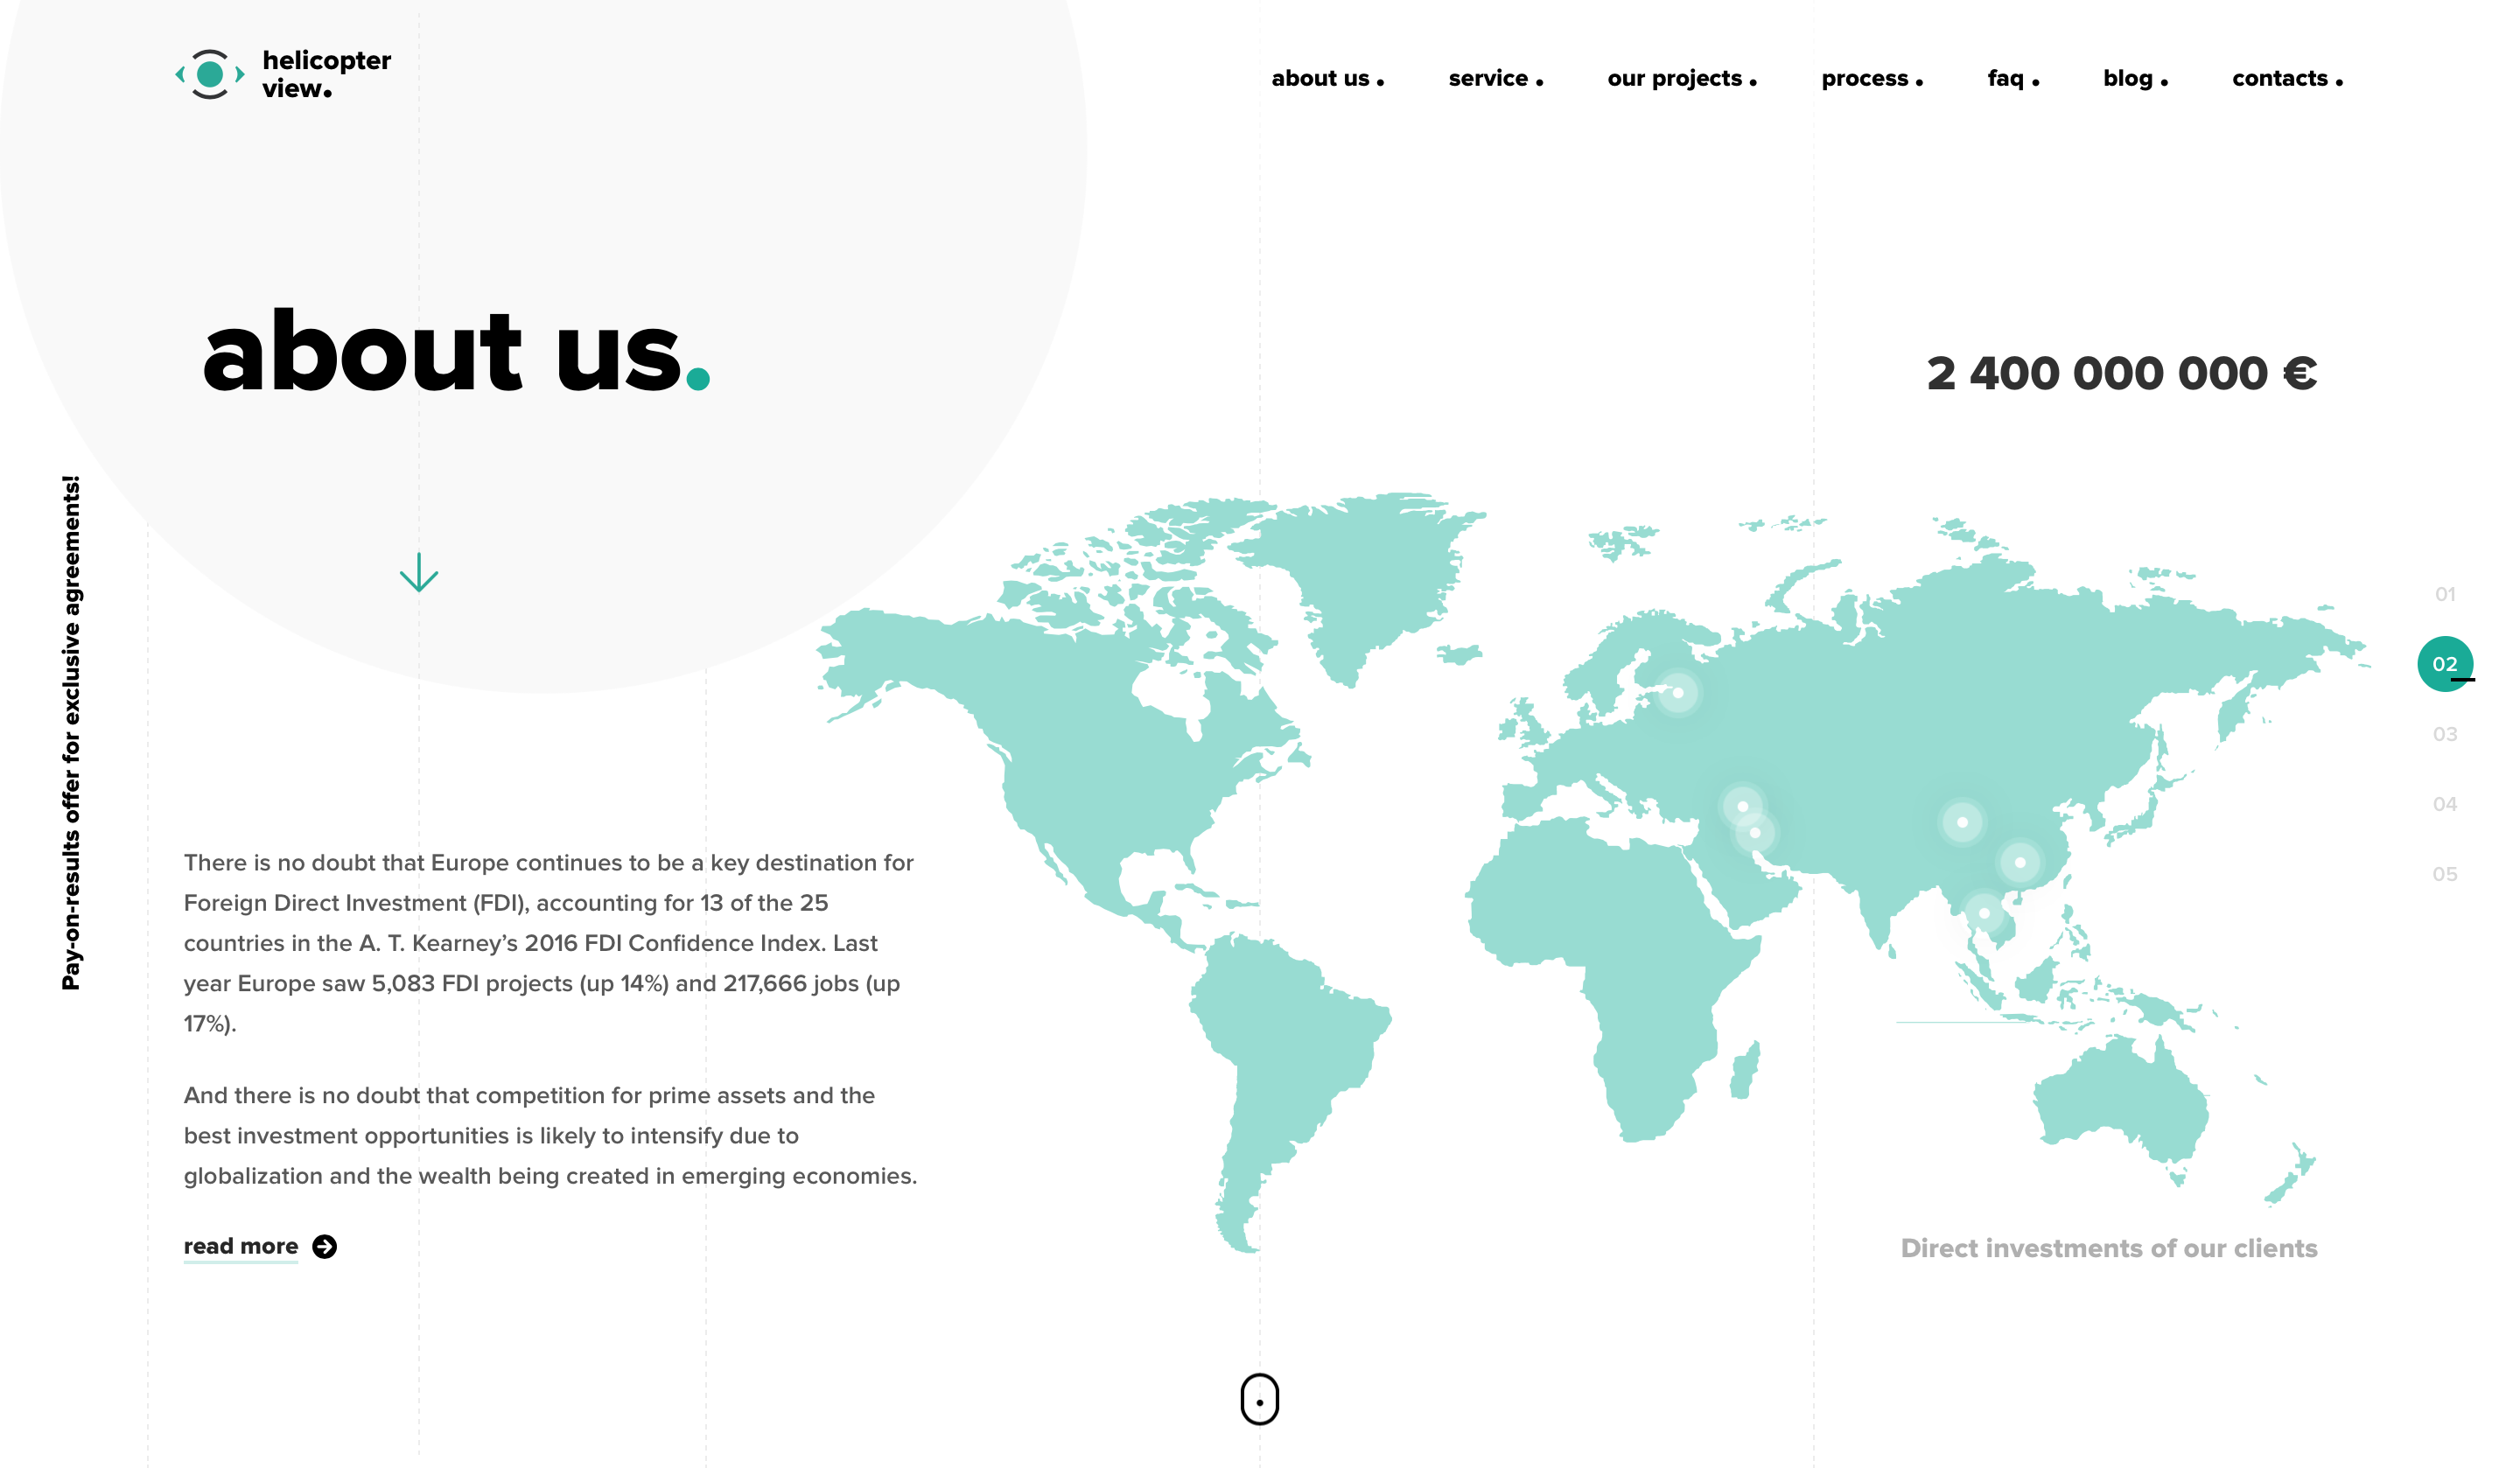 helicopter
view.
about us.
service.
our projects.
process.
faq.
blog.
contacts.
about us.
2 400 000 000 €
Pay-on-results offer for exclusive agreements!
01
02
03
04
05
There is no doubt that Europe continues to be a key destination for
Foreign Direct Investment (FDI), accounting for 13 of the 25
countries in the A. T. Kearney’s 2016 FDI Confidence Index. Last
year Europe saw 5,083 FDI projects (up 14%) and 217,666 jobs (up
17%).
And there is no doubt that competition for prime assets and the
best investment opportunities is likely to intensify due to
globalization and the wealth being created in emerging economies.
read more
Direct investments of our clients